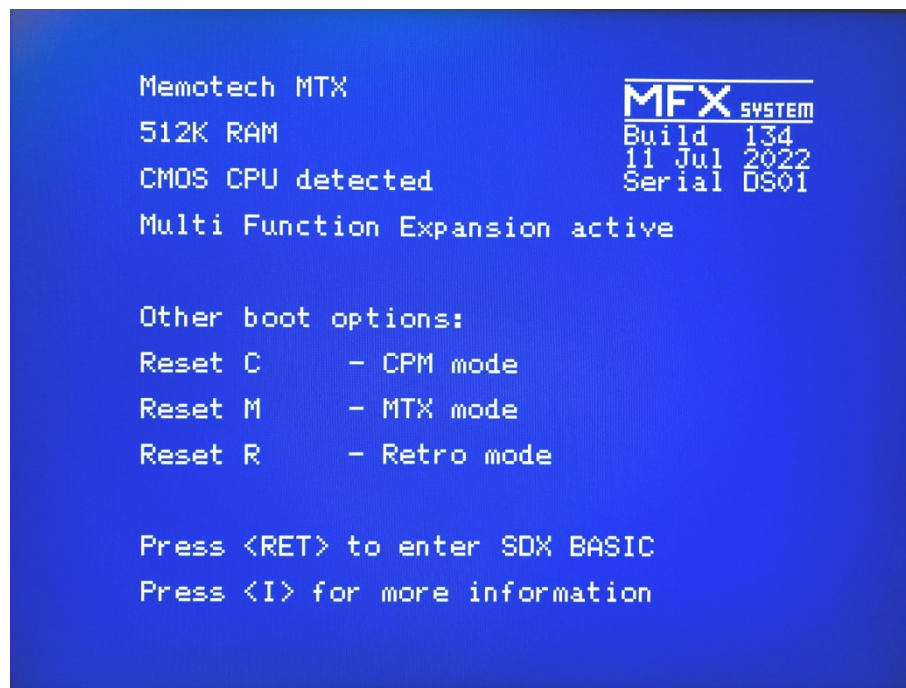 Memotech MTX
512K RAM
CMOS CPU detected
Multi Function Expansion active
MFX SYSTEM
Build 134
11 Jul 2022
Serial DS01
Other boot options:
Reset C - CPM mode
Reset M - MTX mode
Reset R - Retro mode
Press <RET> to enter SDX BASIC
Press <I> for more information